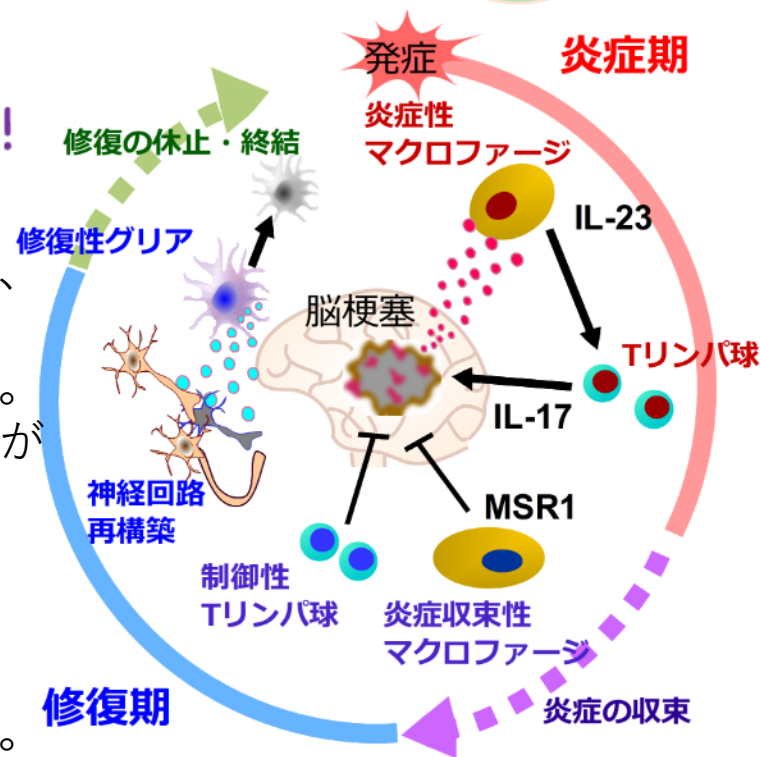 発症
炎症期
炎症性
マクロファージ
!
修復の休止・終結
IL-23
修復性グリア
、
脳梗塞
Tリンパ球
。
IL-17
が
神経回路
再構築
MSR1
制御性
Tリンパ球
炎症収束性
マクロファージ
修復期
炎症の収束
。